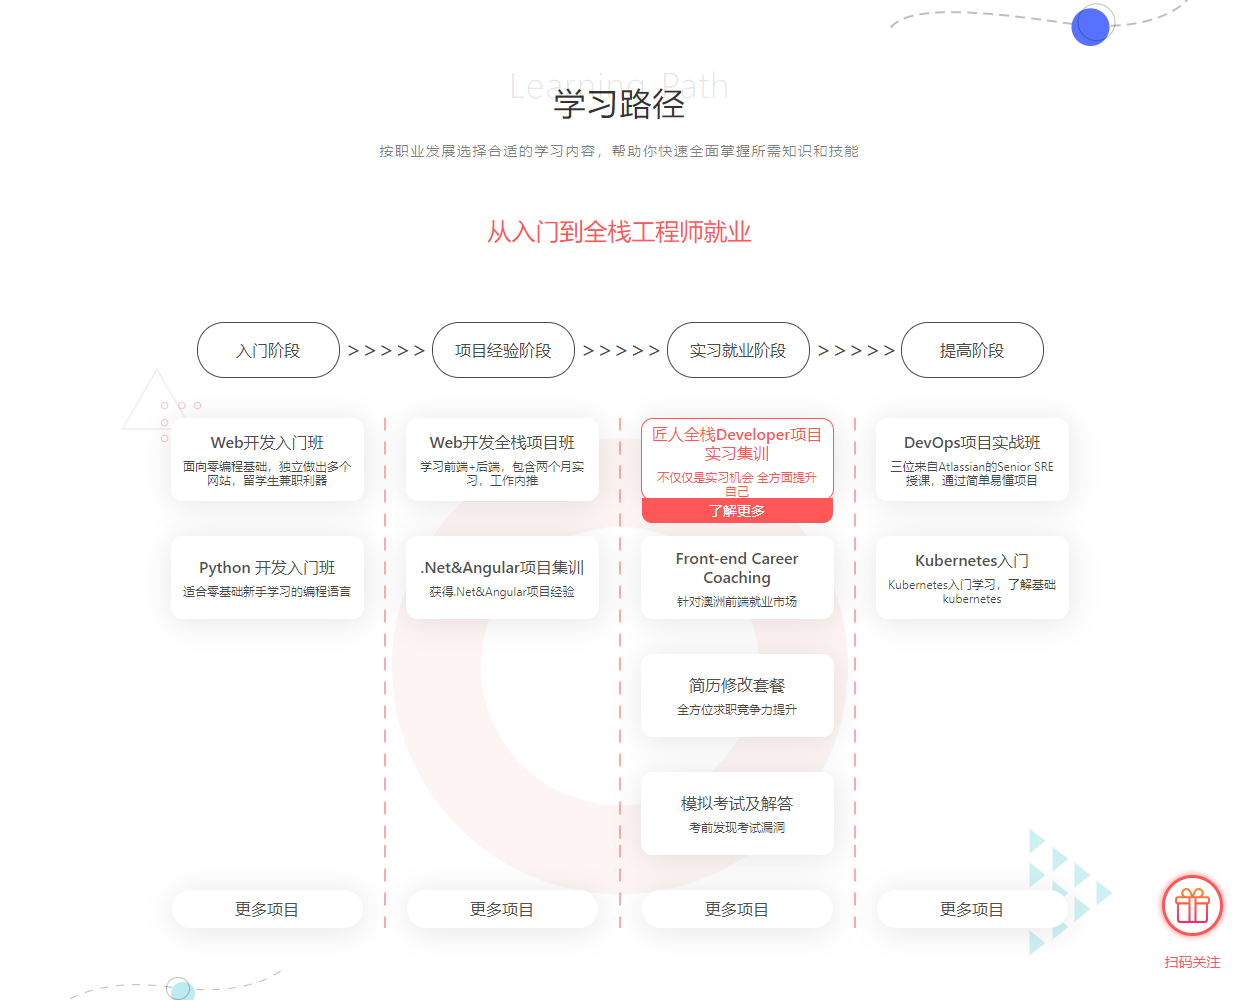 Learning Path
学习路径
按职业发展选择合适的学习内容，帮助你快速全面掌握所需知识和技能
从入门到全栈工程师就业
入门阶段 > > > > > 项目经验阶段 > > > > > 实习就业阶段 > > > > > 提高阶段
Web开发入门班
面向零编程基础，独立做出多个
网站，留学生兼职利器
Python 开发入门班
适合零基础新手学习的编程语言
更多项目
Web开发全栈项目班
学习前端+后端，包含两个月实
习，工作内推
.Net&Angular项目集训
获得.Net&Angular项目经验
更多项目
匠人全栈Developer项目
实习集训
不仅仅是实习机会 全方面提升
自己
了解更多
Front-end Career
Coaching
针对澳洲前端就业市场
简历修改套餐
全方位求职竞争力提升
模拟考试及解答
考前发现考试漏洞
更多项目
DevOps项目实战班
三位来自Atlassian的Senior SRE
授课，通过简单易懂项目
Kubernetes入门
Kubernetes入门学习，了解基础
kubernetes
更多项目
扫码关注